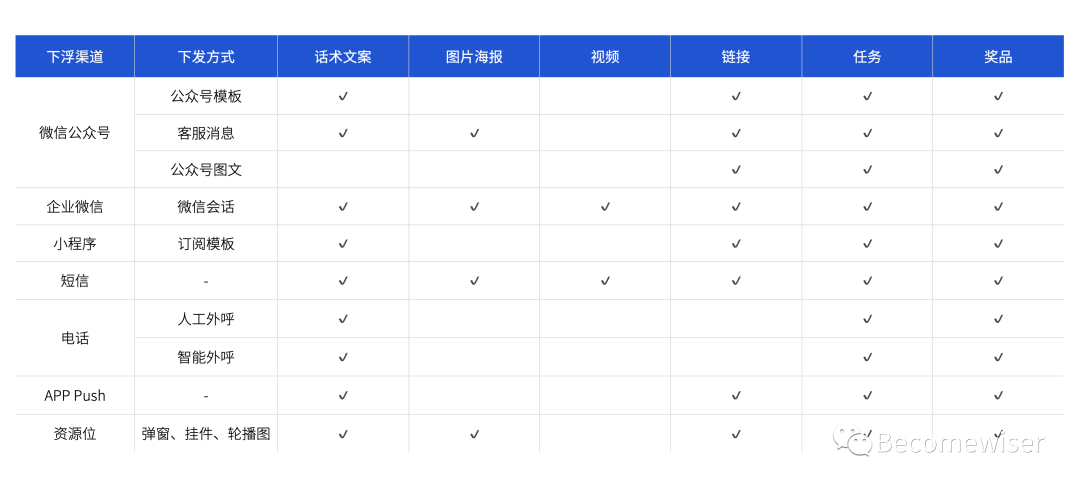 下浮渠道 下发方式 话术文案 图片海报 视频 链接 任务 奖品
微信公众号 公众号模板 ✓ ✓ ✓ ✓
客服消息 ✓ ✓ ✓ ✓ ✓
公众号图文 ✓ ✓ ✓
企业微信 微信会话 ✓ ✓ ✓ ✓ ✓ ✓
小程序 订阅模板 ✓ ✓ ✓ ✓
短信 - ✓ ✓ ✓ ✓ ✓ ✓
电话 人工外呼 ✓ ✓ ✓
智能外呼 ✓ ✓ ✓
APP Push - ✓ ✓ ✓ ✓
资源位 弹窗、挂件、轮播图 ✓ ✓ ✓ ✓ ✓
BecomeWiser